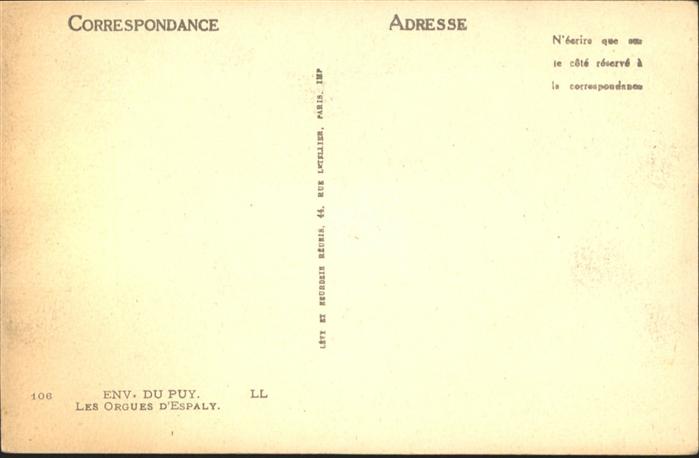 CORRESPONDANCE
ADRESSE
N'écrire que sur
le côté réservé à
la correspondance
LÉVY ET NEURDEIN RÉUNIS, 44, RUE LETELLIER, PARIS. IMP
106 ENV. DU PUY. LL
LES ORGUES D'ESPALY.